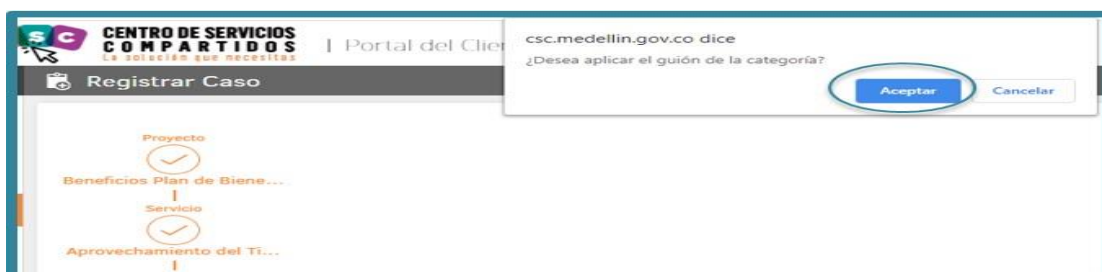 SC
CENTRO DE SERVICIOS
COMPARTIDOS
La solución que necesitas
| Portal del Clie
csc.medellin.gov.co dice
¿Desea aplicar el guión de la categoría?
Aceptar
Cancelar
Registrar Caso
Proyecto
Beneficios Plan de Biene...
Servicio
Aprovechamiento del Ti...